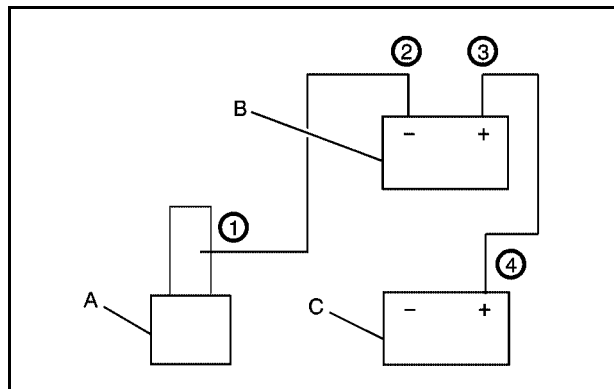 ② ③
B
− +
①
④
A
C
− +